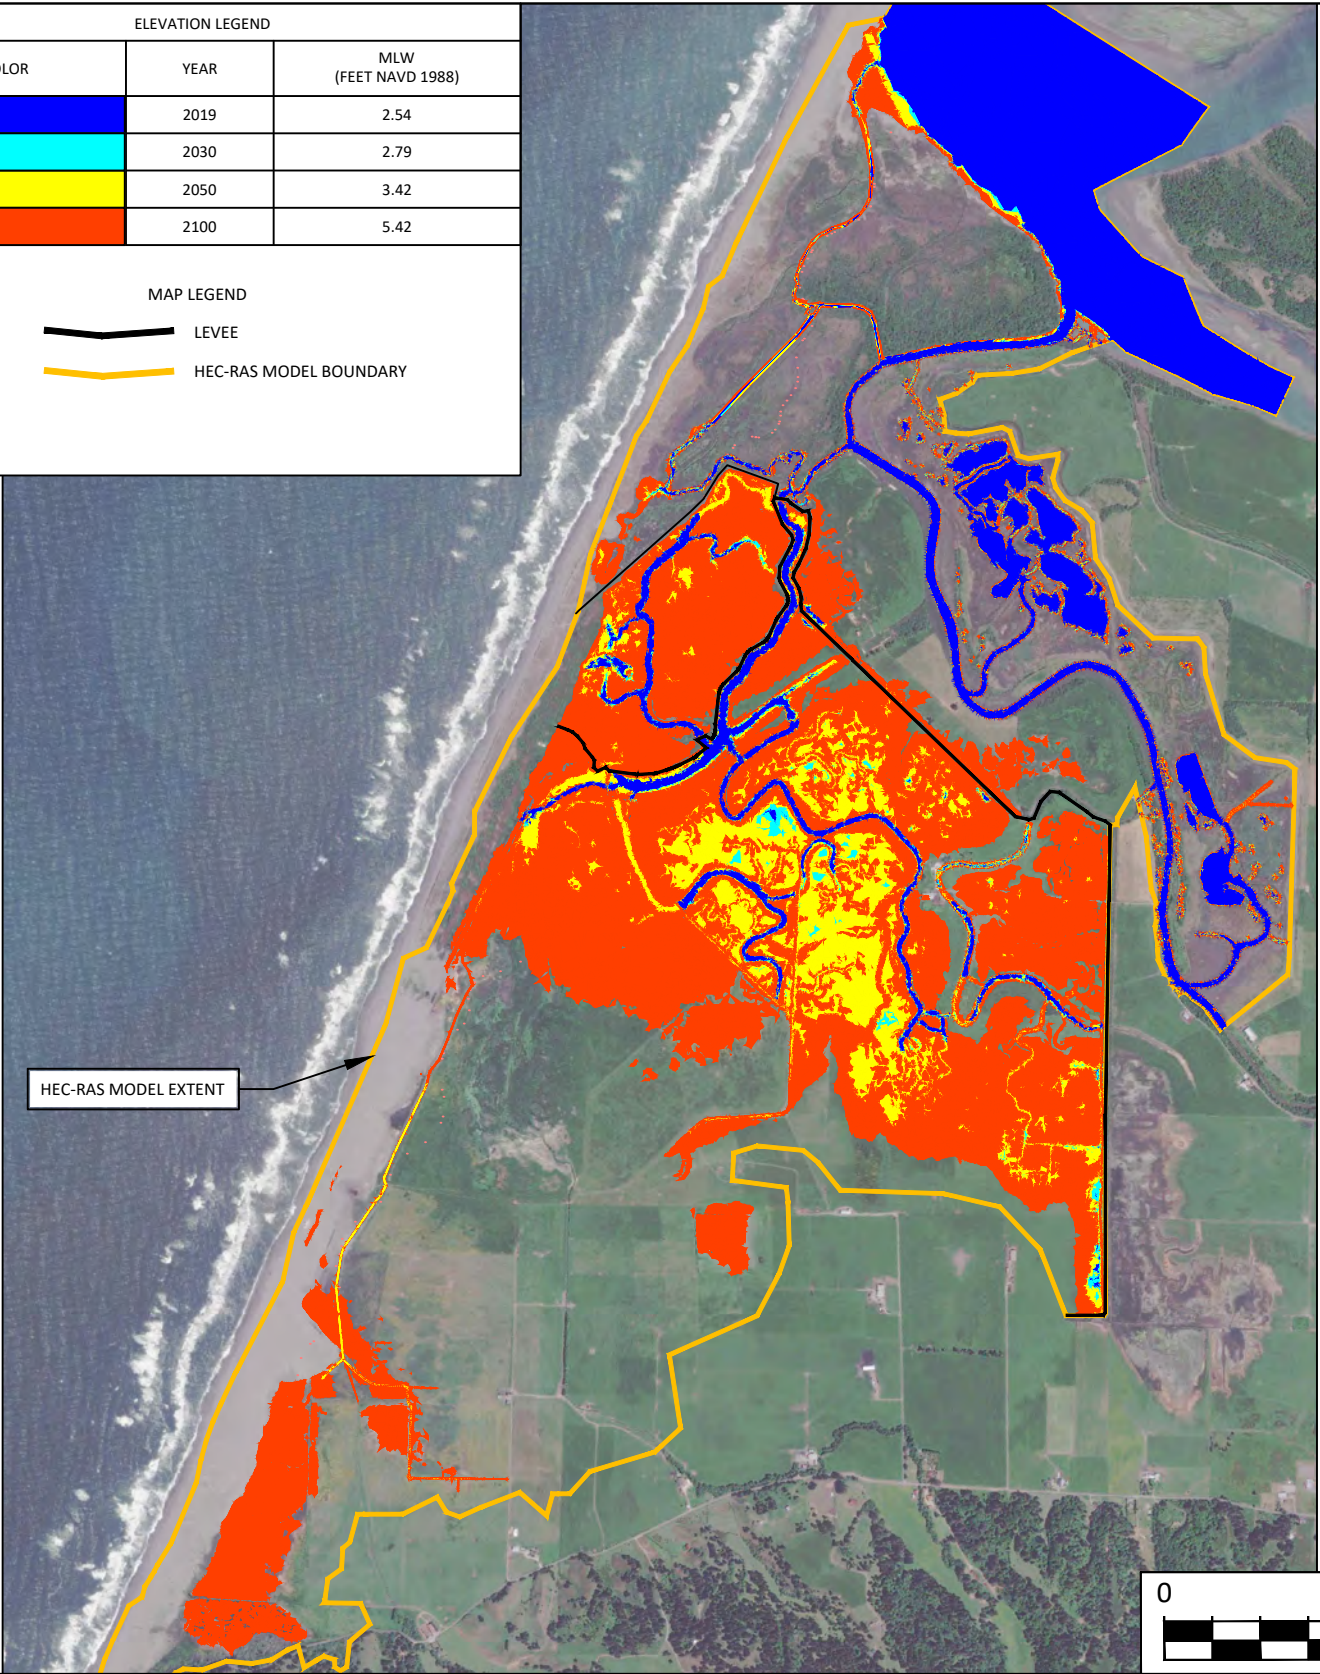 ELEVATION LEGEND
OLOR YEAR MLW
(FEET NAVD 1988)
2019 2.54
2030 2.79
2050 3.42
2100 5.42
MAP LEGEND
LEVEE
HEC-RAS MODEL BOUNDARY
HEC-RAS MODEL EXTENT
0